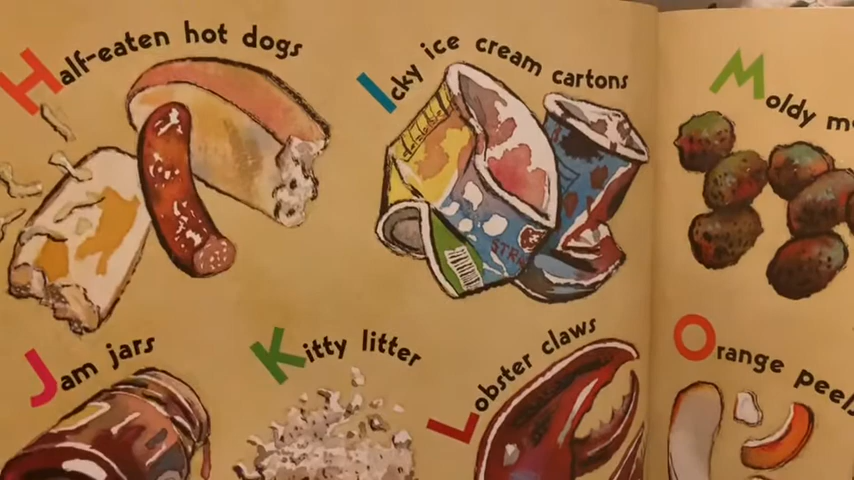 Half-eaten hot dogs
Icky ice cream cartons
Moldy
Jam jars
Kitty litter
Lobster claws
Orange peels